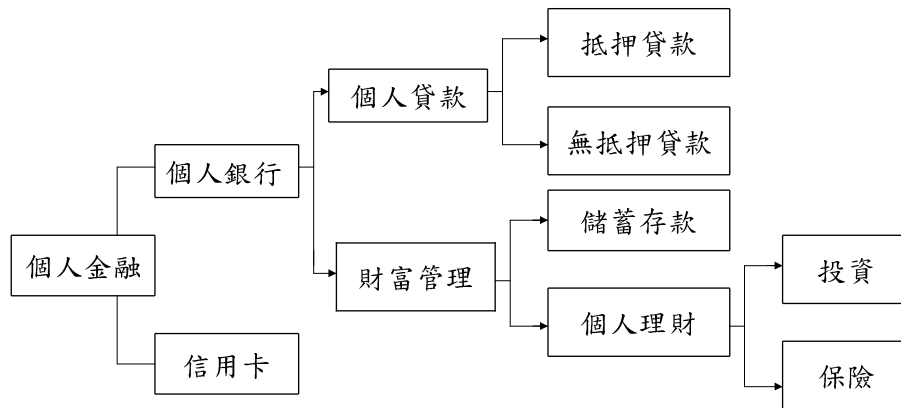 抵押貸款
個人貸款
無抵押貸款
個人銀行
儲蓄存款
個人金融
財富管理
投資
個人理財
信用卡
保險